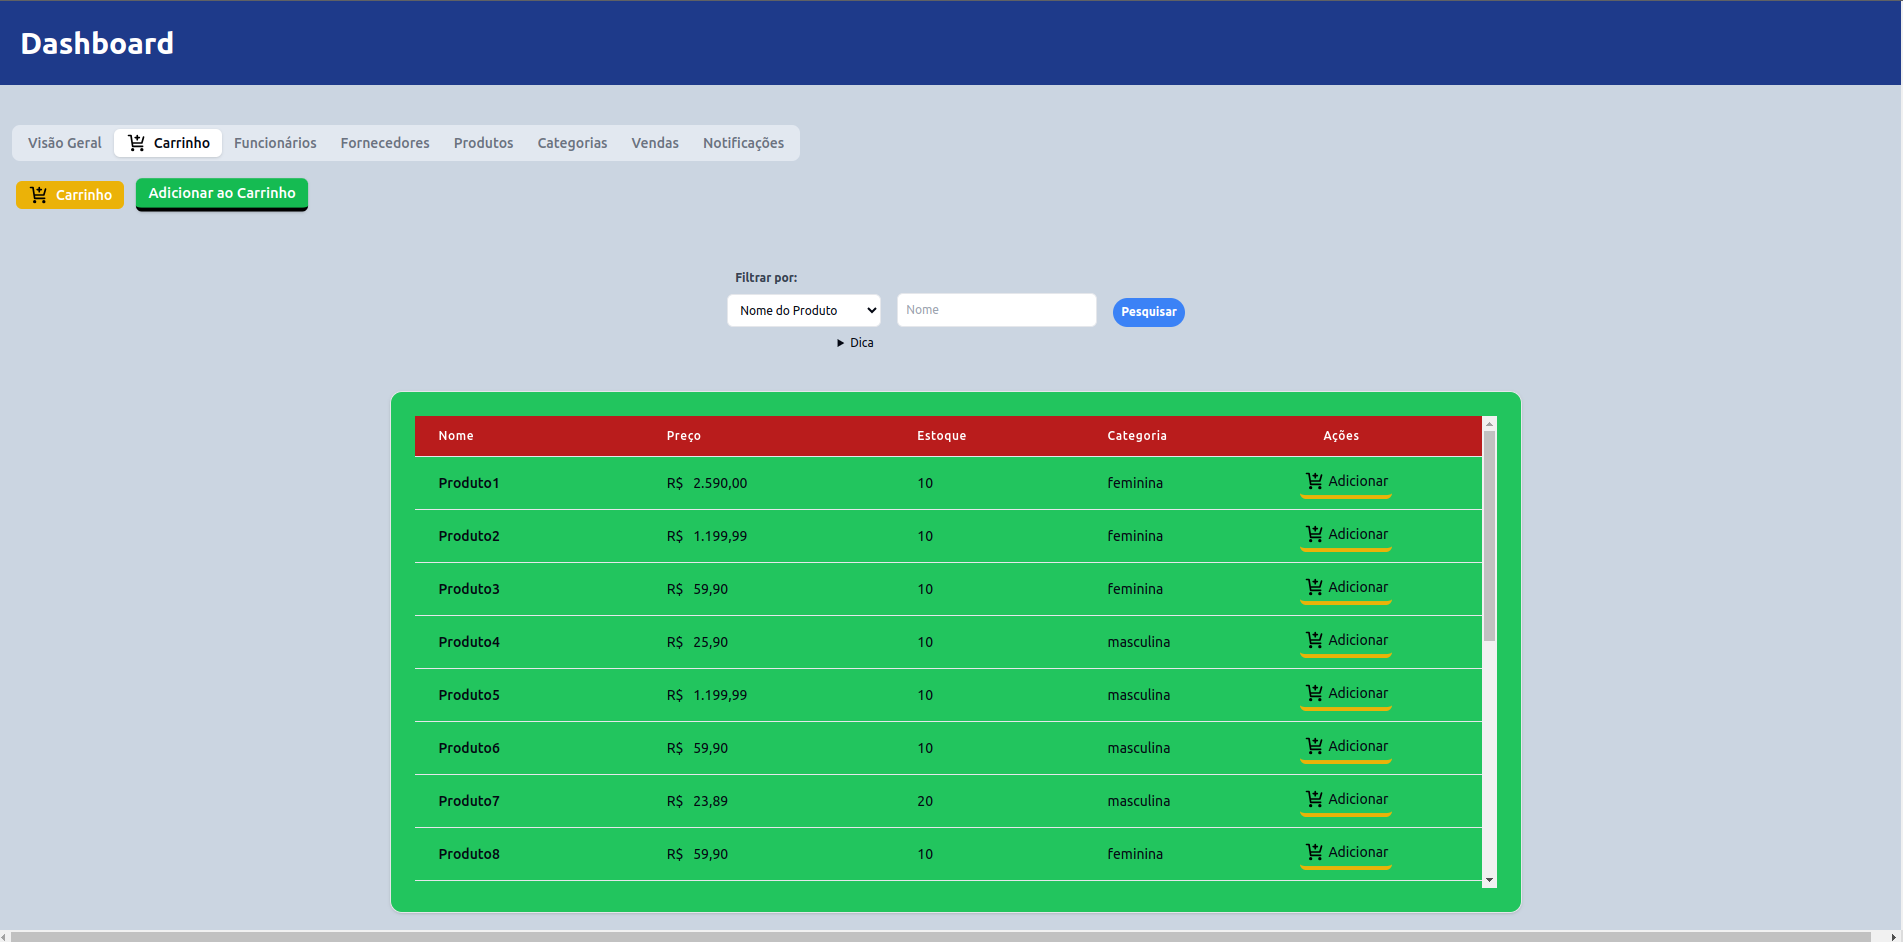 Dashboard
Visão Geral Carrinho Funcionários Fornecedores Produtos Categorias Vendas Notificações
Carrinho Adicionar ao Carrinho
Filtrar por:
Nome do Produto Nome Pesquisar
Dica
Nome Preço Estoque Categoria Ações
Produto1 R$ 2.590,00 10 feminina Adicionar
Produto2 R$ 1.199,99 10 feminina Adicionar
Produto3 R$ 59,90 10 feminina Adicionar
Produto4 R$ 25,90 10 masculina Adicionar
Produto5 R$ 1.199,99 10 masculina Adicionar
Produto6 R$ 59,90 10 masculina Adicionar
Produto7 R$ 23,89 20 masculina Adicionar
Produto8 R$ 59,90 10 feminina Adicionar